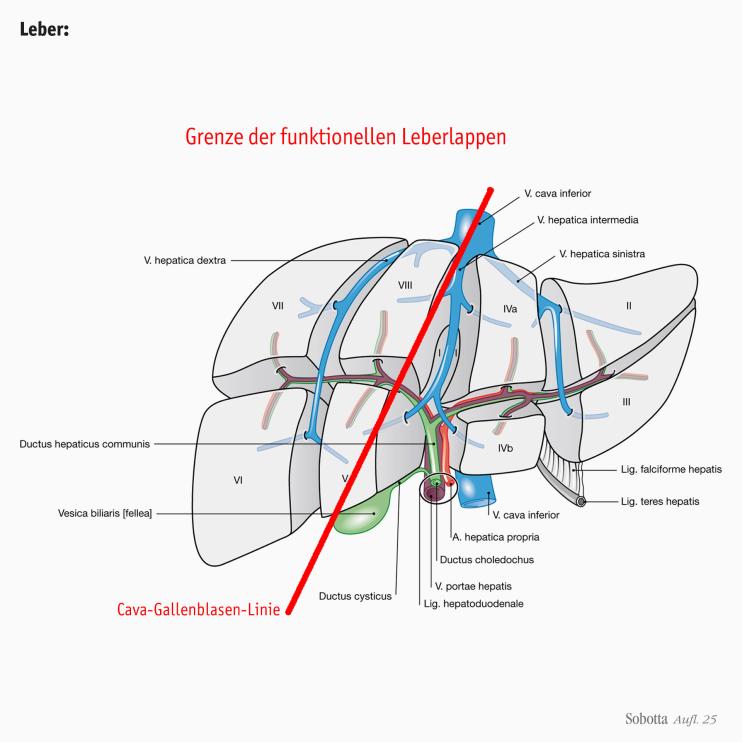 Leber:
Grenze der funktionellen Leberlappen
V. cava inferior
V. hepatica intermedia
V. hepatica sinistra
V. hepatica dextra
VIII
VII
IVa
II
I
I
III
Ductus hepaticus communis
IVb
VI
V
Lig. falciforme hepatis
Lig. teres hepatis
Vesica biliaris [fellea]
V. cava inferior
A. hepatica propria
Ductus choledochus
V. portae hepatis
Ductus cysticus
Lig. hepatoduodenale
Cava-Gallenblasen-Linie
Sobotta Aufl. 25